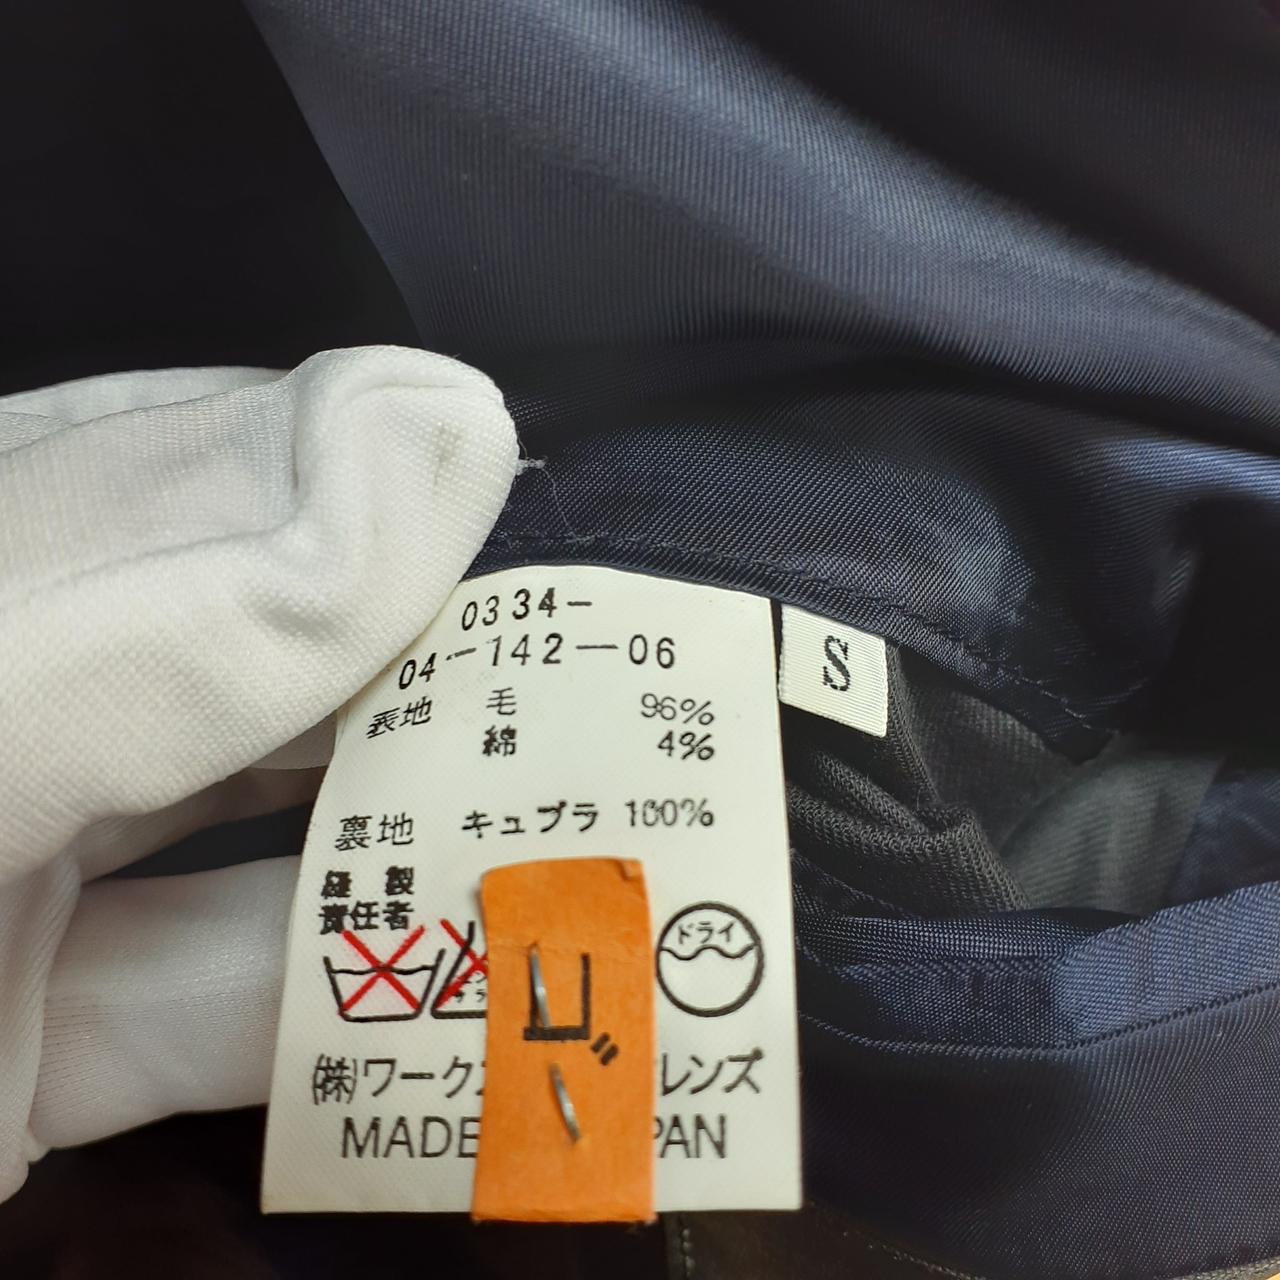 0334-
04-142-06
S
表地 毛 96%
綿 4%
裏地 キュプラ 100%
縫製
責任者
ドライ
(株)ワーク レンズ
MADE PAN